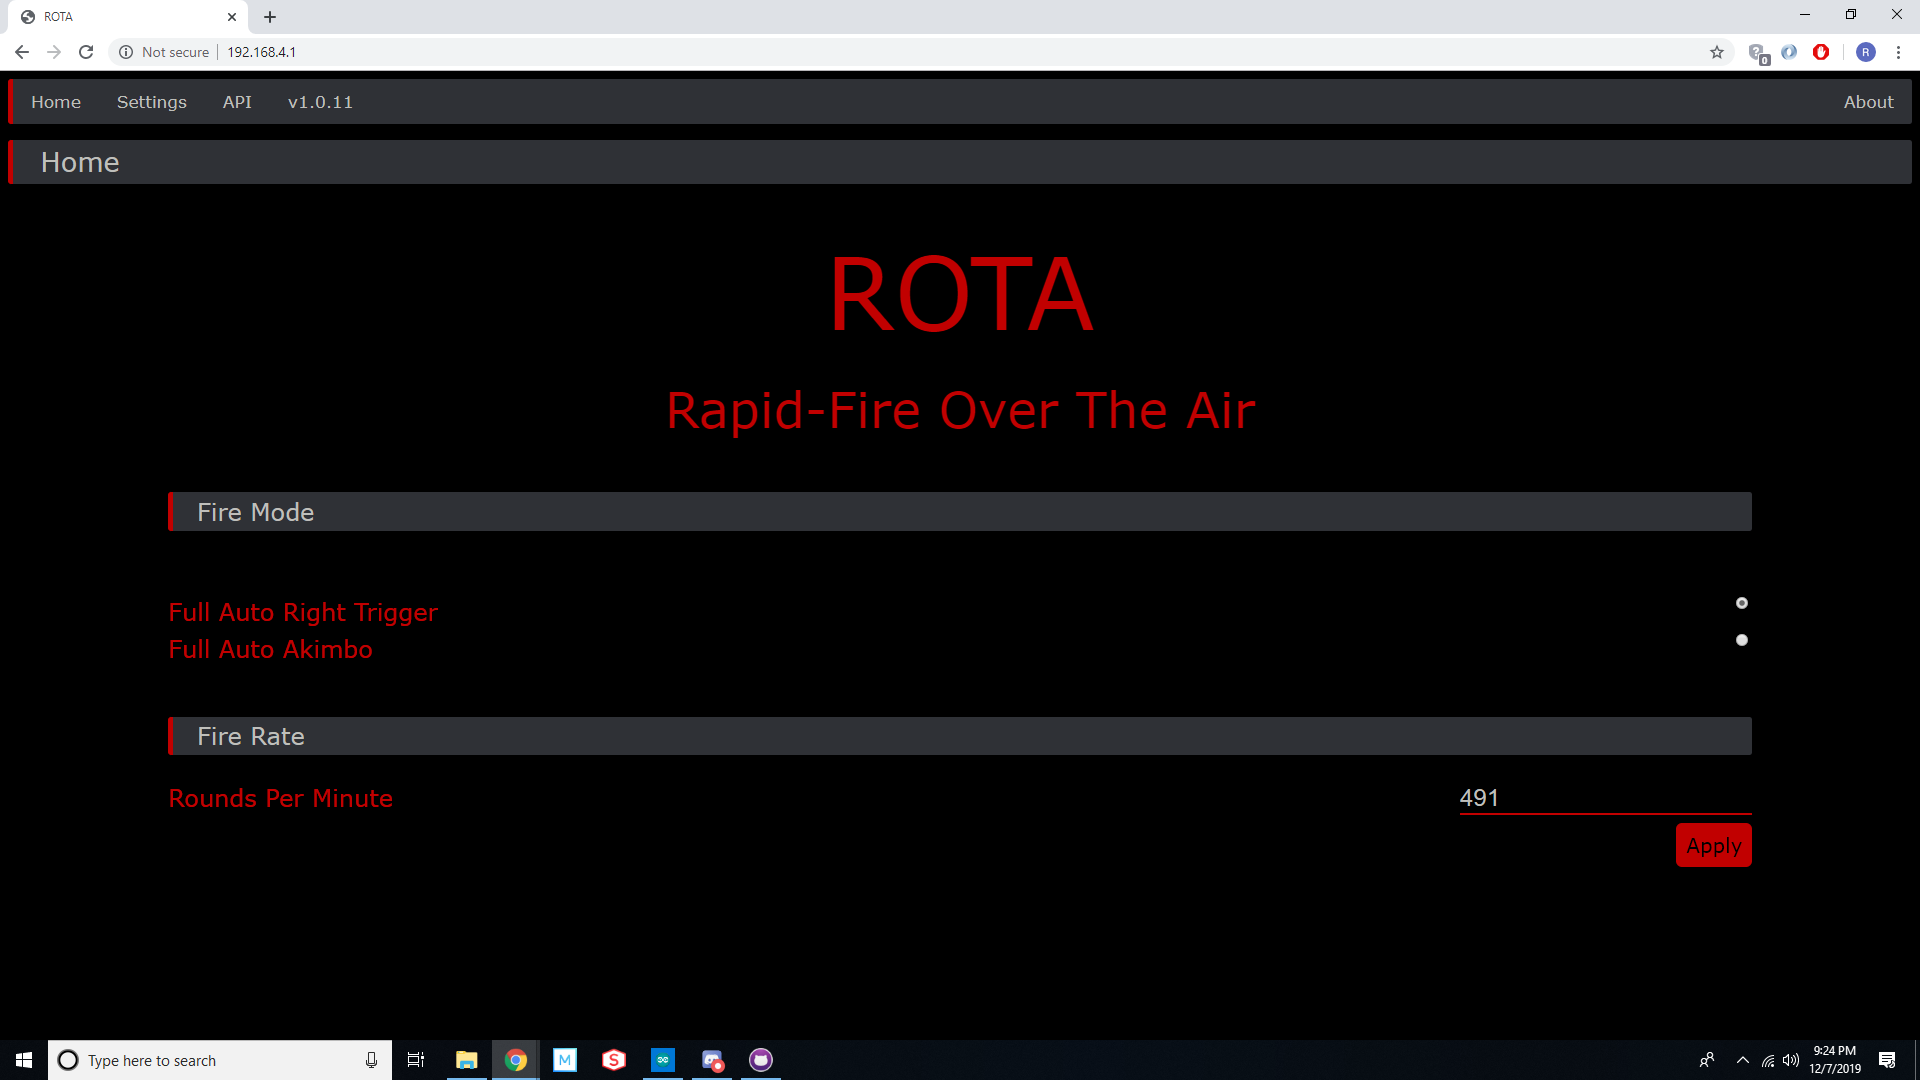 ROTA
Not secure
192.168.4.1
0
R
Home Settings API v1.0.11 About
Home
ROTA
Rapid-Fire Over The Air
Fire Mode
Full Auto Right Trigger
Full Auto Akimbo
Fire Rate
Rounds Per Minute 491
Apply
Type here to search
M
S
9:24 PM
12/7/2019